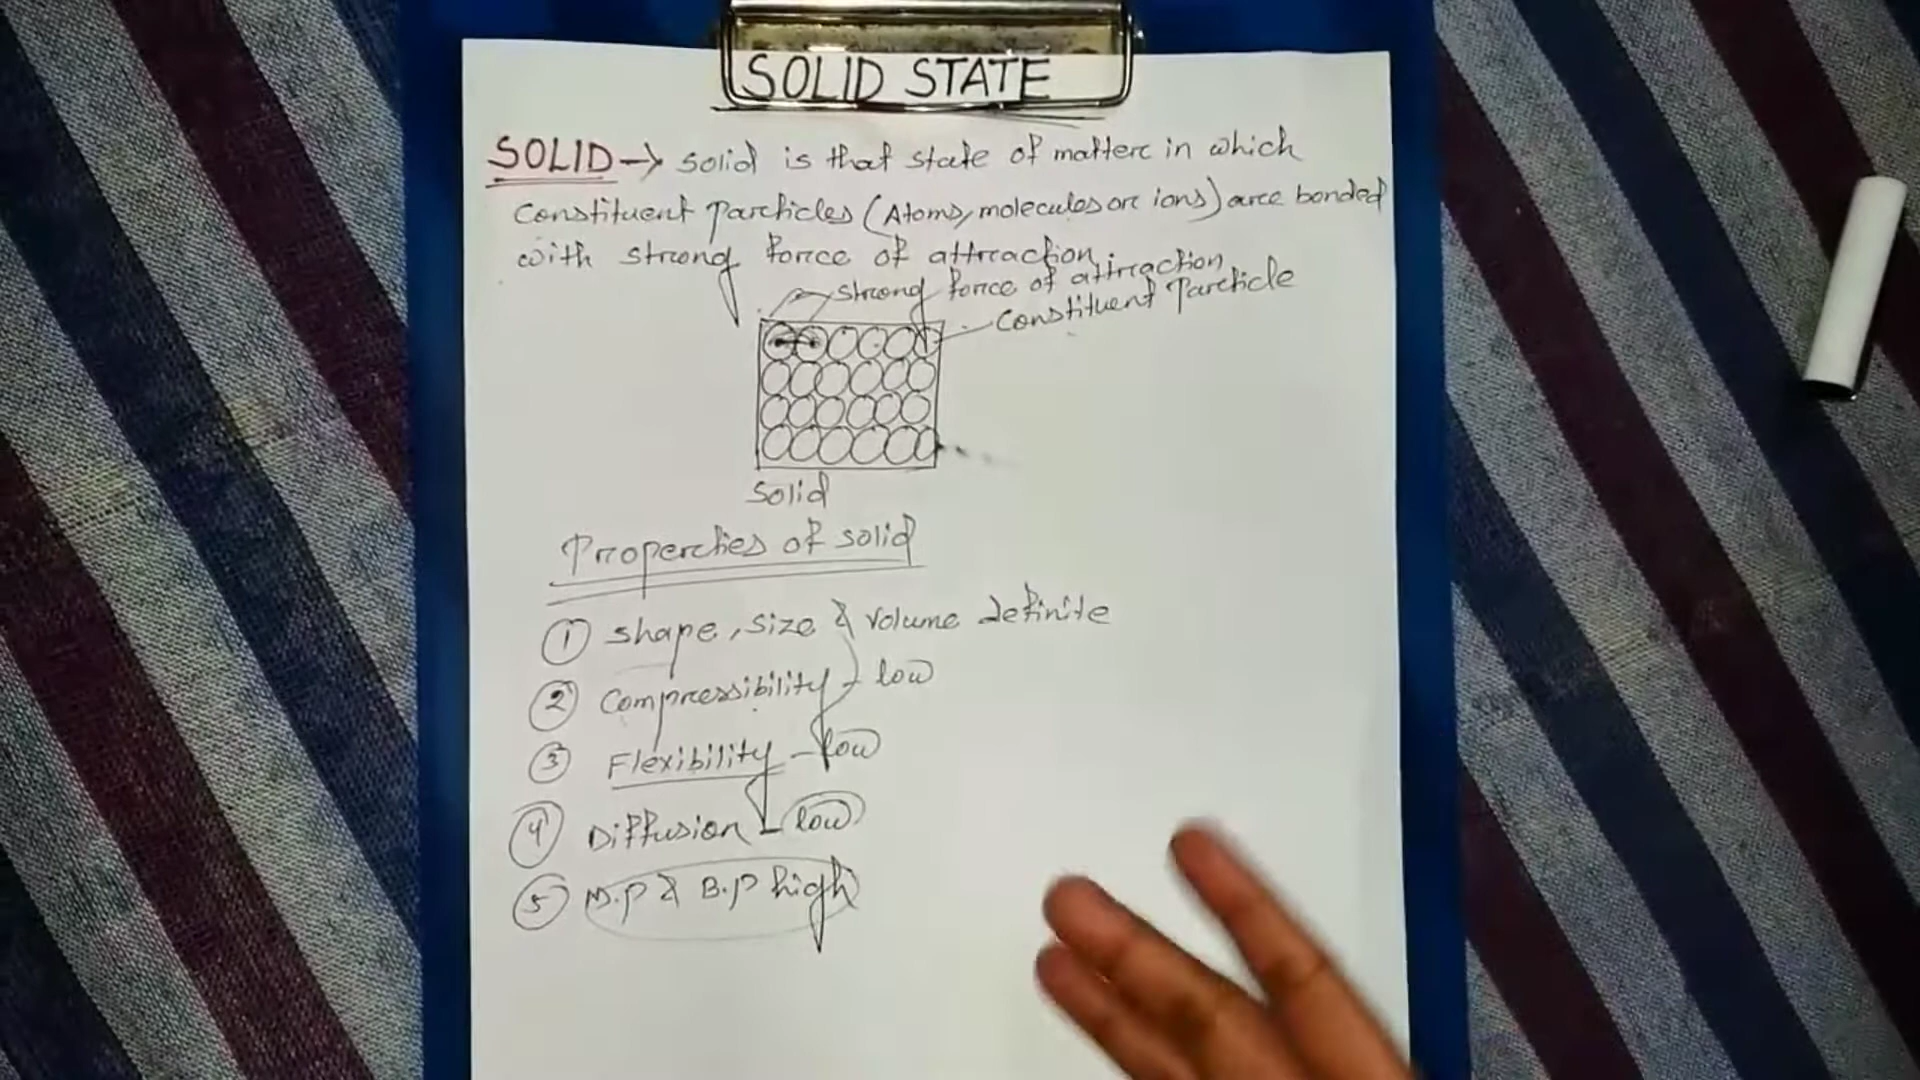 SOLID STATE
SOLID → solid is that state of matter in which
constituent particles (Atoms, molecules or ions) are bonded
with strong force of attraction.
strong force of attraction
constituent particle
solid
Properties of solid
① shape, size & volume definite
② Compressibility - low
③ Flexibility - low
④ Diffusion - low
⑤ M.P & B.P high